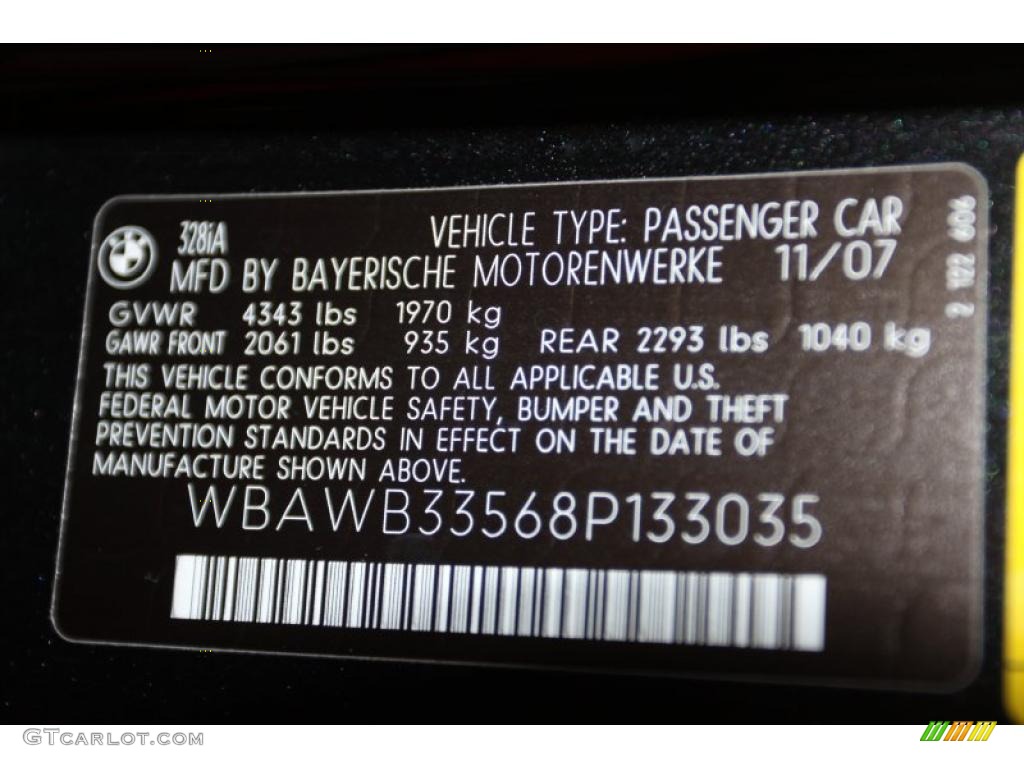 328iA VEHICLE TYPE: PASSENGER CAR
MFD BY BAYERISCHE MOTORENWERKE 11/07
GVWR 4343 lbs 1970 kg
GAWR FRONT 2061 lbs 935 kg REAR 2293 lbs 1040 kg
THIS VEHICLE CONFORMS TO ALL APPLICABLE U.S.
FEDERAL MOTOR VEHICLE SAFETY, BUMPER AND THEFT
PREVENTION STANDARDS IN EFFECT ON THE DATE OF
MANUFACTURE SHOWN ABOVE.
WBAWB33568P133035
GTCARLOT.COM